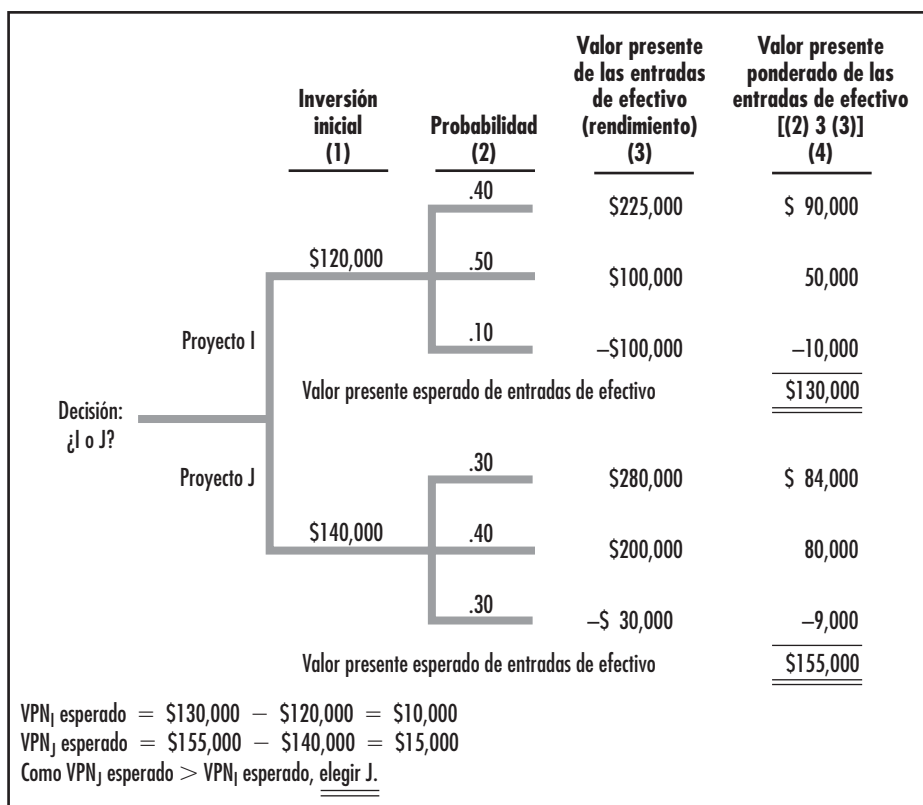 Inversión inicial (1)
Probabilidad (2)
Valor presente de las entradas de efectivo (rendimiento) (3)
Valor presente ponderado de las entradas de efectivo [(2) 3 (3)] (4)
.40 $225,000 $ 90,000
$120,000 .50 $100,000 50,000
.10 –$100,000 –10,000
Proyecto I
Valor presente esperado de entradas de efectivo $130,000
Decisión:
¿I o J?
Proyecto J
.30 $280,000 $ 84,000
$140,000 .40 $200,000 80,000
.30 –$ 30,000 –9,000
Valor presente esperado de entradas de efectivo $155,000
VPNI esperado = $130,000 − $120,000 = $10,000
VPNJ esperado = $155,000 − $140,000 = $15,000
Como VPNJ esperado > VPNI esperado, elegir J.